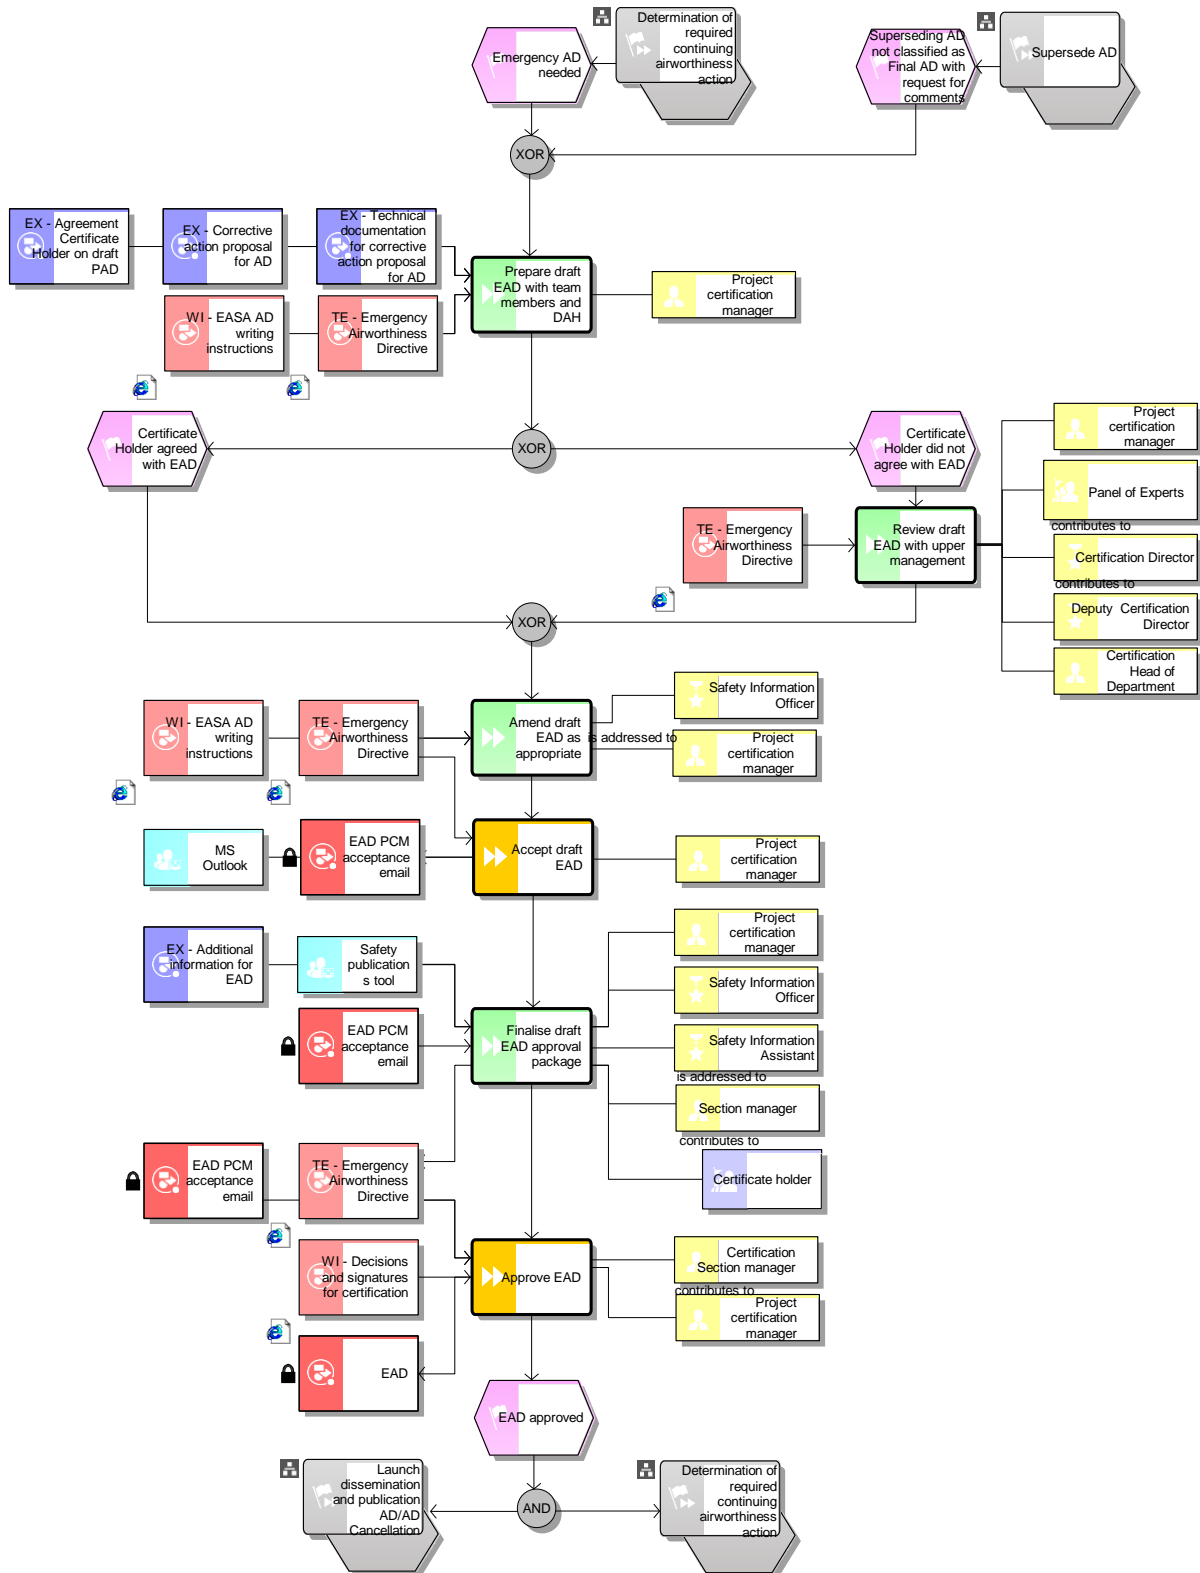 Emergency AD
needed
Determination of
required
continuing
airworthiness
action
Superseding AD
not classified as
Final AD with
request for
comments
Supersede AD
XOR
EX - Agreement
Certificate
Holder on draft
PAD
EX - Corrective
action proposal
for AD
EX - Technical
documentation
for corrective
action proposal
for AD
Prepare draft
EAD with team
members and
DAH
Project
certification
manager
WI - EASA AD
writing
instructions
TE - Emergency
Airworthiness
Directive
Certificate
Holder agreed
with EAD
XOR
Certificate
Holder did not
agree with EAD
Project
certification
manager
Panel of Experts
contributes to
TE - Emergency
Airworthiness
Directive
Review draft
EAD with upper
management
Certification Director
contributes to
Deputy Certification
Director
Certification
Head of
Department
XOR
WI - EASA AD
writing
instructions
TE - Emergency
Airworthiness
Directive
Amend draft
EAD as
appropriate
Safety Information
Officer
is addressed to
Project
certification
manager
MS
Outlook
EAD PCM
acceptance
email
Accept draft
EAD
Project
certification
manager
EX - Additional
information for
EAD
Safety
publication
s tool
Project
certification
manager
Safety Information
Officer
EAD PCM
acceptance
email
Finalise draft
EAD approval
package
Safety Information
Assistant
is addressed to
Section manager
contributes to
Certificate holder
EAD PCM
acceptance
email
TE - Emergency
Airworthiness
Directive
WI - Decisions
and signatures
for certification
Approve EAD
Certification
Section manager
contributes to
Project
certification
manager
EAD
EAD approved
Launch
dissemination
and publication
AD/AD
Cancellation
AND
Determination of
required
continuing
airworthiness
action